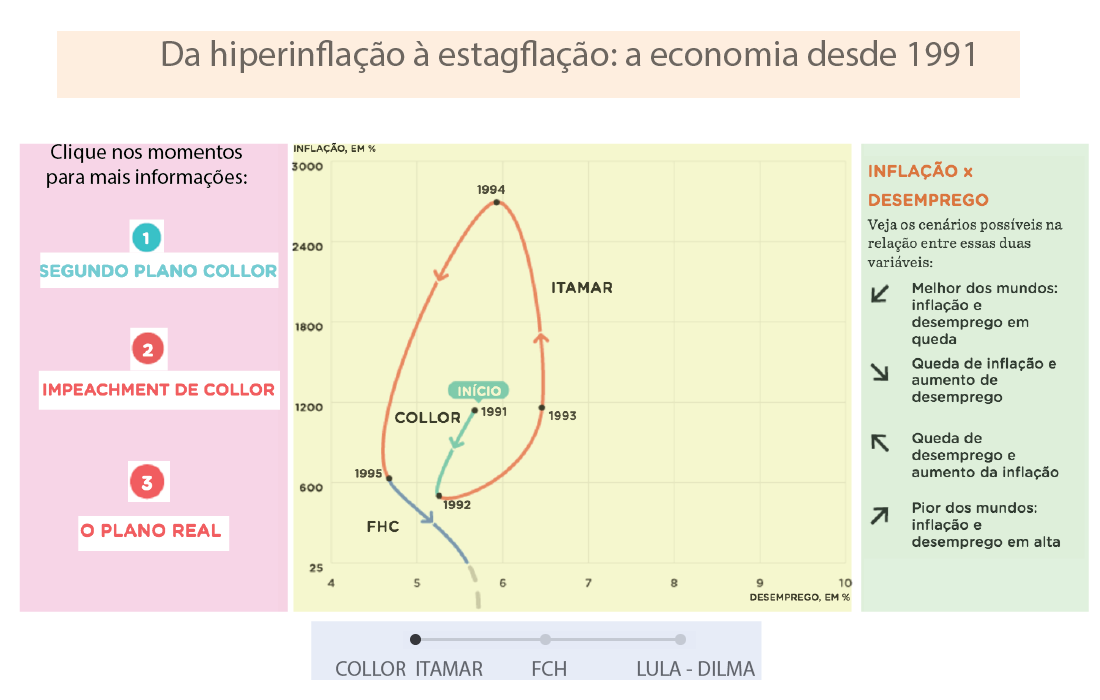 Da hiperinflação à estagflação: a economia desde 1991
Clique nos momentos
para mais informações:
1
SEGUNDO PLANO COLLOR
2
IMPEACHMENT DE COLLOR
3
O PLANO REAL
INFLAÇÃO, EM %
3000
2400
1800
1200
600
25
4 5 6 7 8 9 10
DESEMPREGO, EM %
1994
ITAMAR
INÍCIO
COLLOR
1991
1993
1995
1992
FHC
INFLAÇÃO x
DESEMPREGO
Veja os cenários possíveis na
relação entre essas duas
variáveis:
Melhor dos mundos:
inflação e
desemprego em
queda
Queda de inflação e
aumento de
desemprego
Queda de
desemprego e
aumento da inflação
Pior dos mundos:
inflação e
desemprego em alta
COLLOR ITAMAR FCH LULA - DILMA